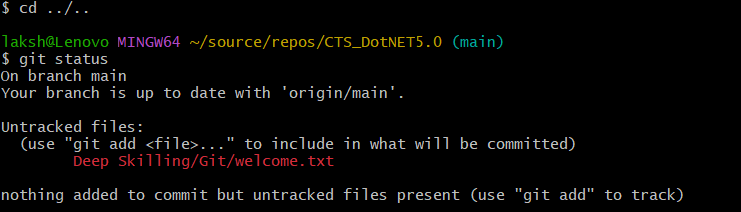 $ cd ../..
laksh@Lenovo MINGW64 ~/source/repos/CTS_DotNET5.0 (main)
$ git status
On branch main
Your branch is up to date with 'origin/main'.
Untracked files:
  (use "git add <file>..." to include in what will be committed)
        Deep Skilling/Git/welcome.txt
nothing added to commit but untracked files present (use "git add" to track)